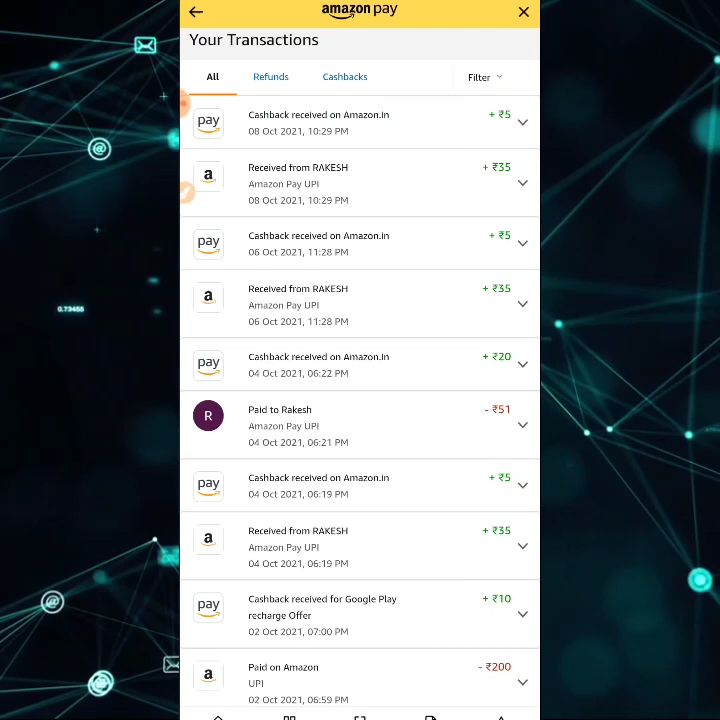 amazon pay
Your Transactions
All Refunds Cashbacks Filter
pay Cashback received on Amazon.in + ₹5
08 Oct 2021, 10:29 PM
a Received from RAKESH + ₹35
Amazon Pay UPI
08 Oct 2021, 10:29 PM
pay Cashback received on Amazon.in + ₹5
06 Oct 2021, 11:28 PM
a Received from RAKESH + ₹35
Amazon Pay UPI
06 Oct 2021, 11:28 PM
pay Cashback received on Amazon.in + ₹20
04 Oct 2021, 06:22 PM
R Paid to Rakesh - ₹51
Amazon Pay UPI
04 Oct 2021, 06:21 PM
pay Cashback received on Amazon.in + ₹5
04 Oct 2021, 06:19 PM
a Received from RAKESH + ₹35
Amazon Pay UPI
04 Oct 2021, 06:19 PM
pay Cashback received for Google Play + ₹10
recharge Offer
02 Oct 2021, 07:00 PM
a Paid on Amazon - ₹200
UPI
02 Oct 2021, 06:59 PM
0.73456